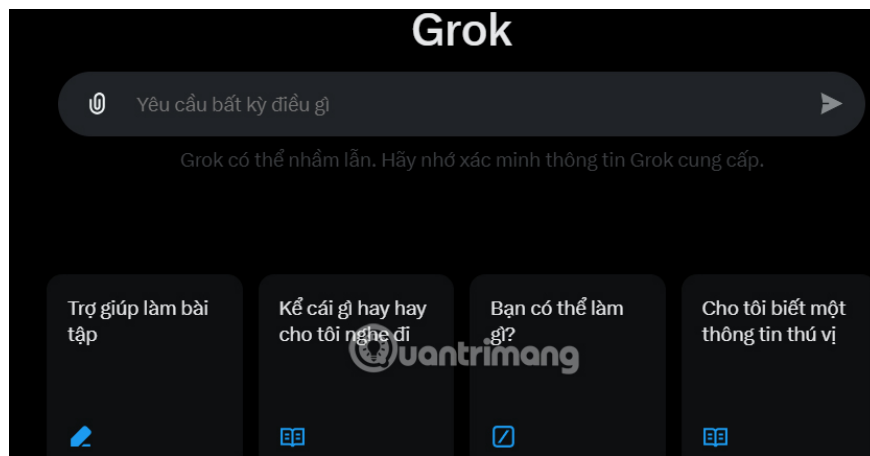 Grok
Yêu cầu bất kỳ điều gì
Grok có thể nhầm lẫn. Hãy nhớ xác minh thông tin Grok cung cấp.
Trợ giúp làm bài
tập
Kể cái gì hay hay
cho tôi nghe đi
Bạn có thể làm
gì?
Cho tôi biết một
thông tin thú vị
Quantrimang